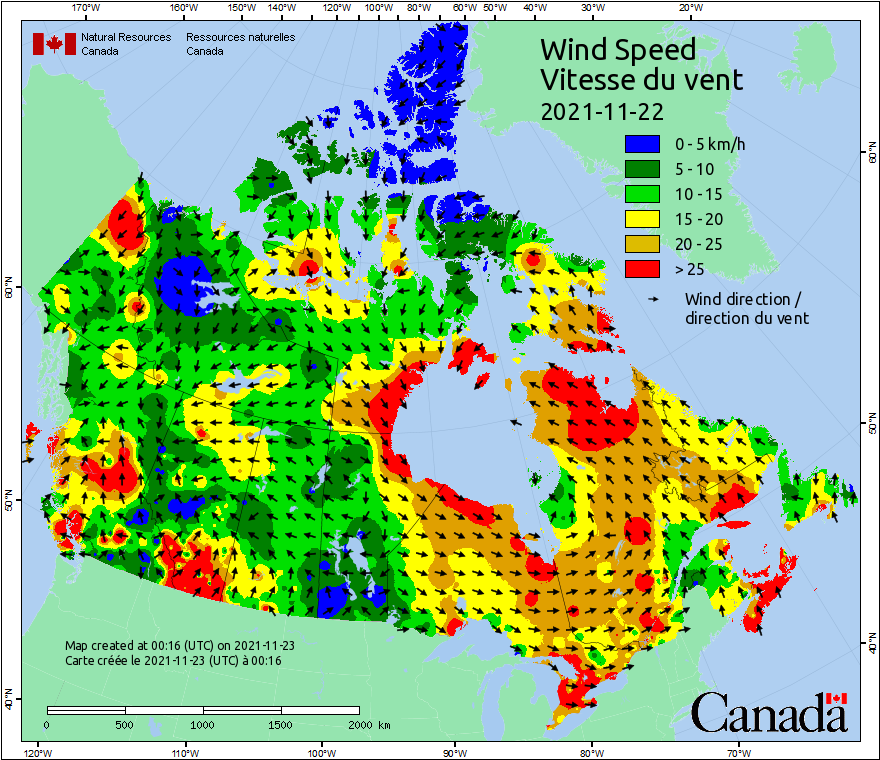 170°W 160°W 150°W 140°W 130°W 120°W 110°W 100°W 80°W 60°W 50°W 40°W 30°W 20°W
Natural Resources Ressources naturelles
Canada Canada
Wind Speed
Vitesse du vent
2021-11-22
0 - 5 km/h
5 - 10
10 - 15
15 - 20
20 - 25
> 25
Wind direction /
direction du vent
60°N
60°N
50°N
50°N
40°N
40°N
Map created at 00:16 (UTC) on 2021-11-23
Carte créée le 2021-11-23 (UTC) à 00:16
0 500 1000 1500 2000 km
Canada
120°W 110°W 100°W 90°W 80°W 70°W